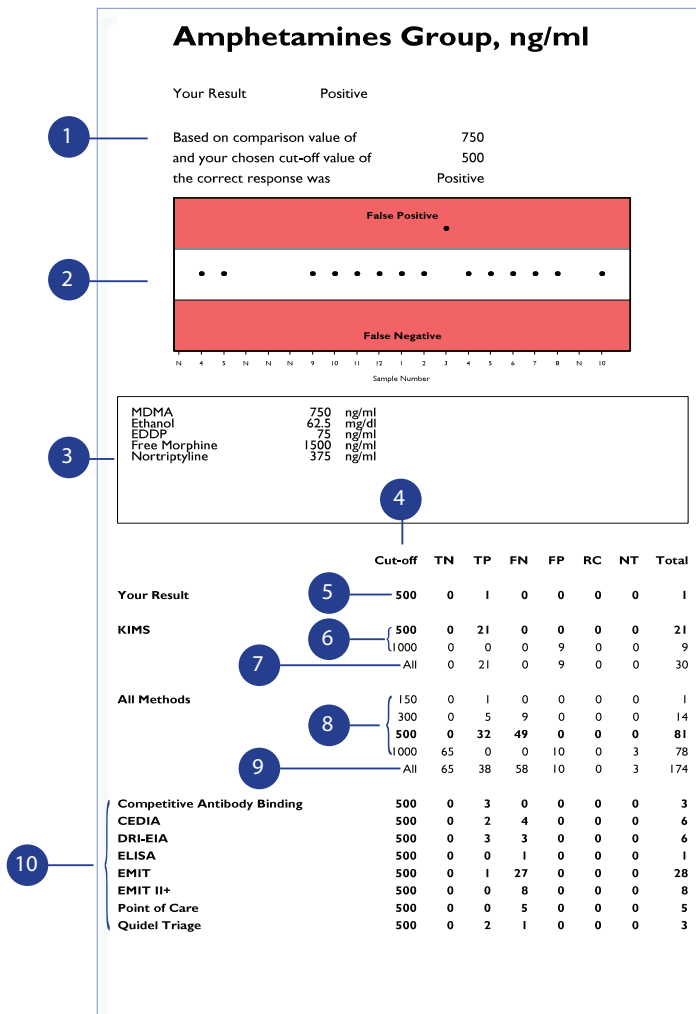 Amphetamines Group, ng/ml
Your Result Positive
1 Based on comparison value of 750
and your chosen cut-off value of 500
the correct response was Positive
False Positive
2
False Negative
N 4 5 N N N 9 10 11 12 1 2 3 4 5 6 7 8 N 10
Sample Number
MDMA 750 ng/ml
Ethanol 62.5 mg/dl
EDDP 75 ng/ml
Free Morphine 1500 ng/ml
Nortriptyline 375 ng/ml
3
4
Cut-off TN TP FN FP RC NT Total
Your Result 5 500 0 1 0 0 0 0 1
KIMS 500 0 21 0 0 0 0 21
6 1000 0 0 0 9 0 0 9
7 All 0 21 0 9 0 0 30
All Methods 150 0 1 0 0 0 0 1
300 0 5 9 0 0 0 14
8 500 0 32 49 0 0 0 81
1000 65 0 0 10 0 3 78
9 All 65 38 58 10 0 3 174
Competitive Antibody Binding 500 0 3 0 0 0 0 3
CEDIA 500 0 2 4 0 0 0 6
DRI-EIA 500 0 3 3 0 0 0 6
10 ELISA 500 0 0 1 0 0 0 1
EMIT 500 0 1 27 0 0 0 28
EMIT II+ 500 0 0 8 0 0 0 8
Point of Care 500 0 0 5 0 0 0 5
Quidel Triage 500 0 2 1 0 0 0 3